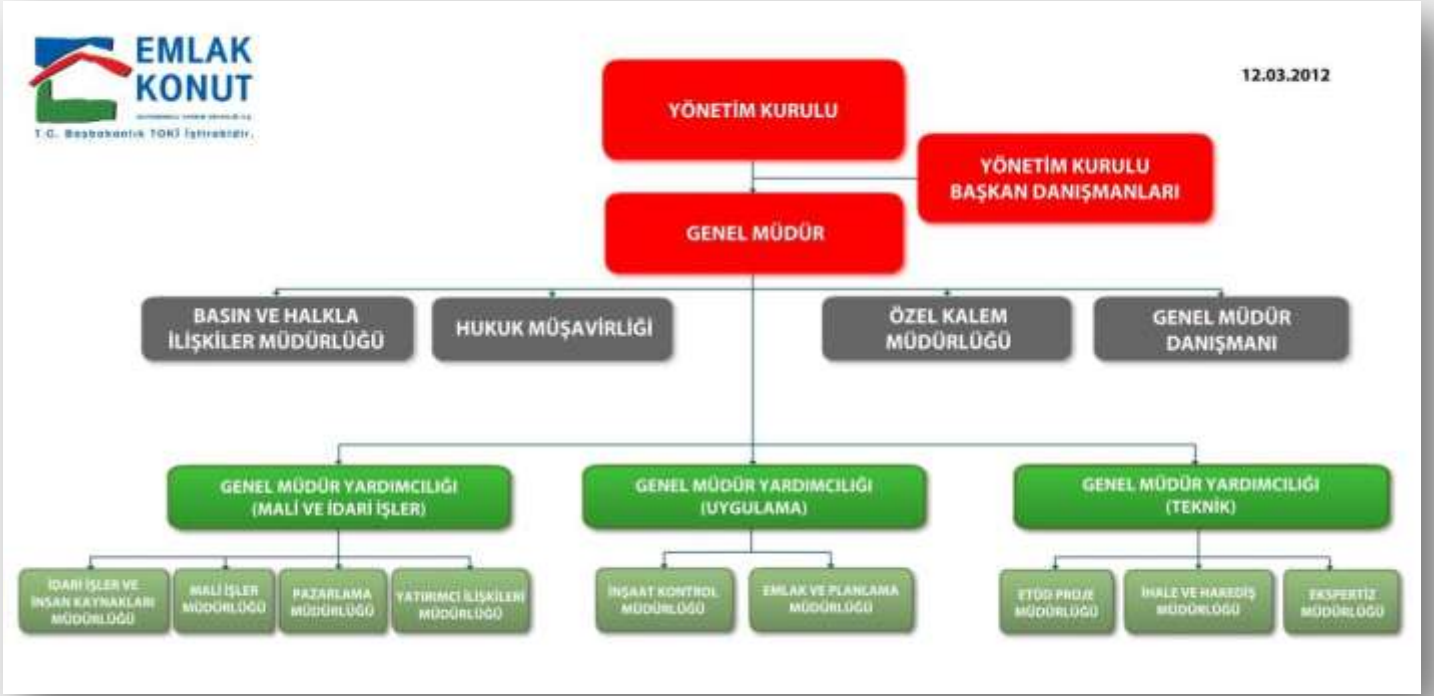 EMLAK
KONUT
T.C. Başbakanlık TOKİ İştirakidir.
12.03.2012
YÖNETİM KURULU
YÖNETİM KURULU
BAŞKAN DANIŞMANLARI
GENEL MÜDÜR
BASIN VE HALKLA
İLİŞKİLER MÜDÜRLÜĞÜ
HUKUK MÜŞAVİRLİĞİ
ÖZEL KALEM
MÜDÜRLÜĞÜ
GENEL MÜDÜR
DANIŞMANI
GENEL MÜDÜR YARDIMCILIĞI
(MALİ VE İDARİ İŞLER)
GENEL MÜDÜR YARDIMCILIĞI
(UYGULAMA)
GENEL MÜDÜR YARDIMCILIĞI
(TEKNİK)
İDARİ İŞLER VE
İNSAN KAYNAKLARI
MÜDÜRLÜĞÜ
MALİ İŞLER
MÜDÜRLÜĞÜ
PAZARLAMA
MÜDÜRLÜĞÜ
YATIRIMCI İLİŞKİLERİ
MÜDÜRLÜĞÜ
İNŞAAT KONTROL
MÜDÜRLÜĞÜ
EMLAK VE PLANLAMA
MÜDÜRLÜĞÜ
ETÜD PROJE
MÜDÜRLÜĞÜ
İHALE VE HAKEDİŞ
MÜDÜRLÜĞÜ
EKSPERTİZ
MÜDÜRLÜĞÜ